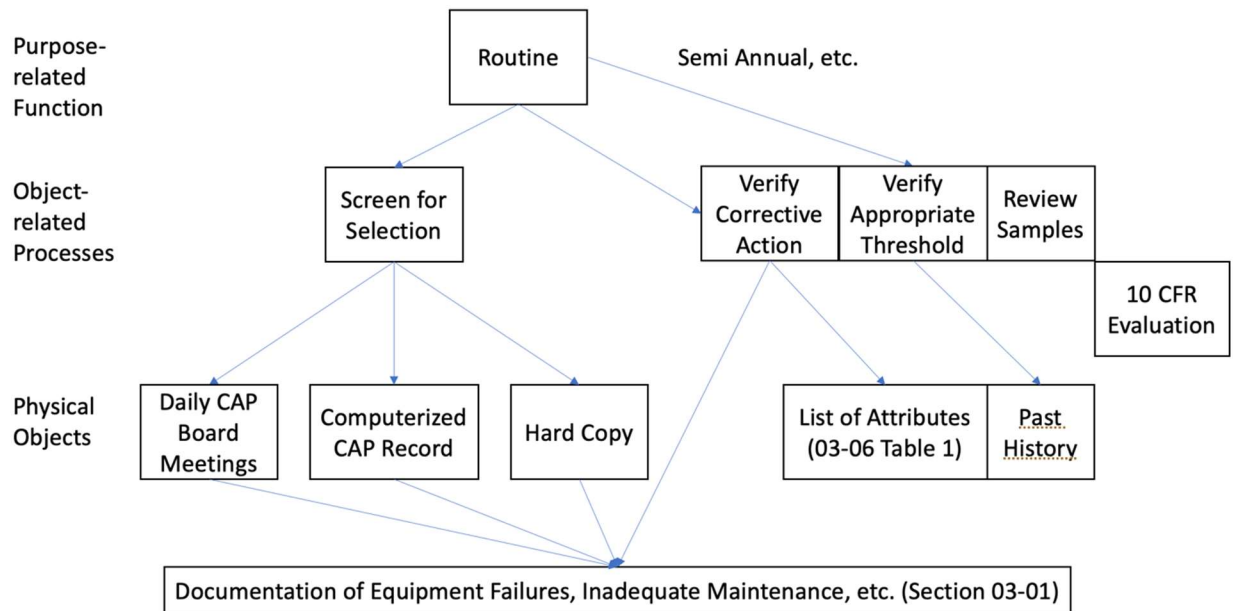 Purpose-
related
Function
Routine
Semi Annual, etc.
Object-
related
Processes
Screen for
Selection
Verify
Corrective
Action
Verify
Appropriate
Threshold
Review
Samples
10 CFR
Evaluation
Physical
Objects
Daily CAP
Board
Meetings
Computerized
CAP Record
Hard Copy
List of Attributes
(03-06 Table 1)
Past
History
Documentation of Equipment Failures, Inadequate Maintenance, etc. (Section 03-01)